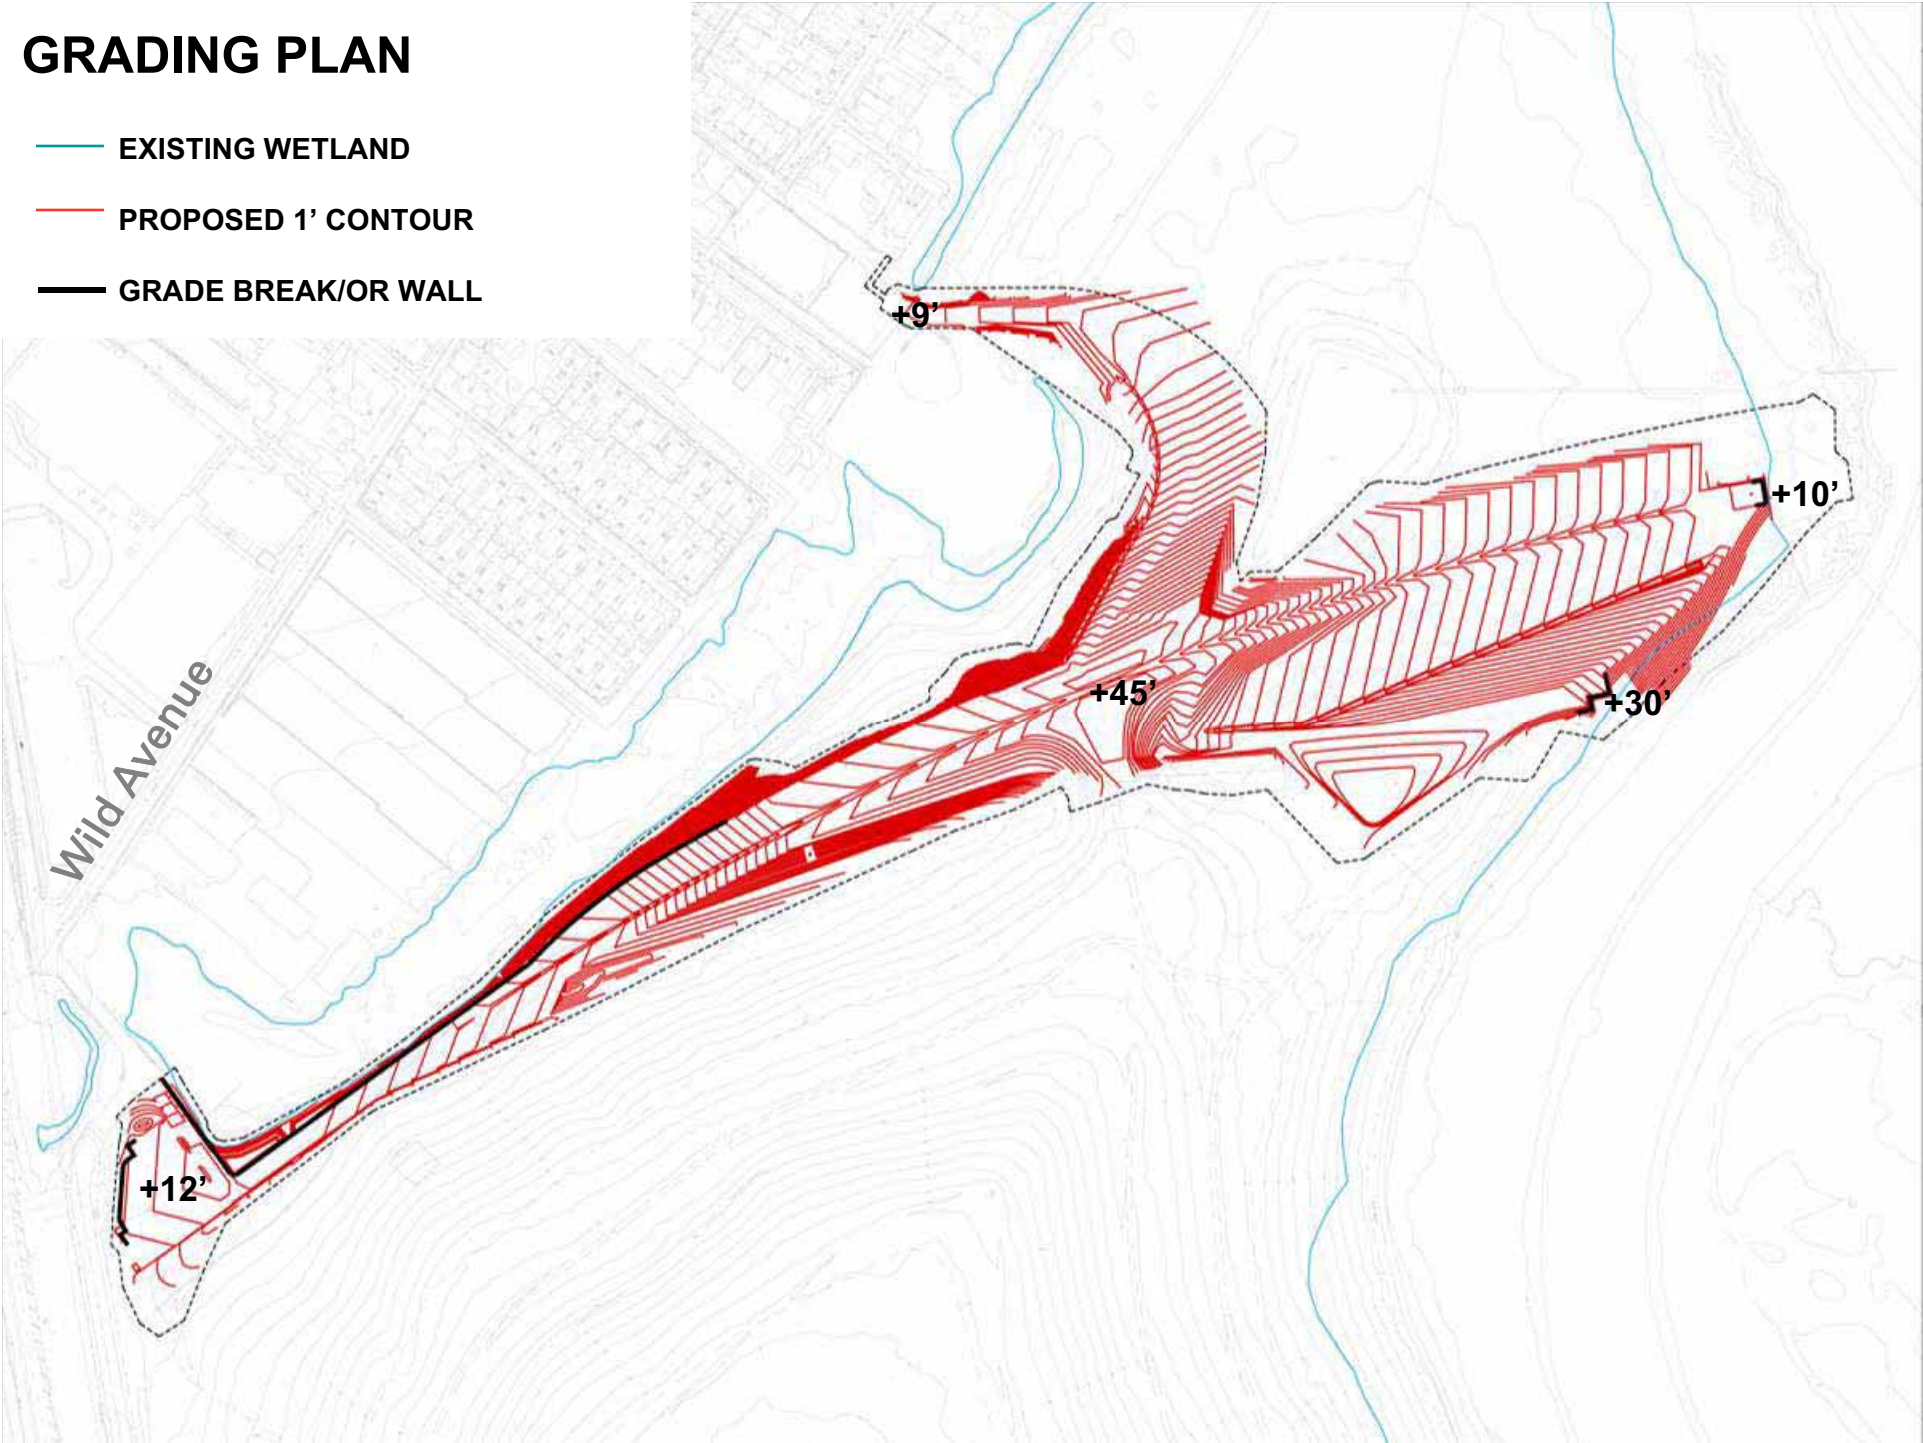 GRADING PLAN
EXISTING WETLAND
PROPOSED 1’ CONTOUR
GRADE BREAK/OR WALL
+9’
+10’
+45’
+30’
Wild Avenue
+12’